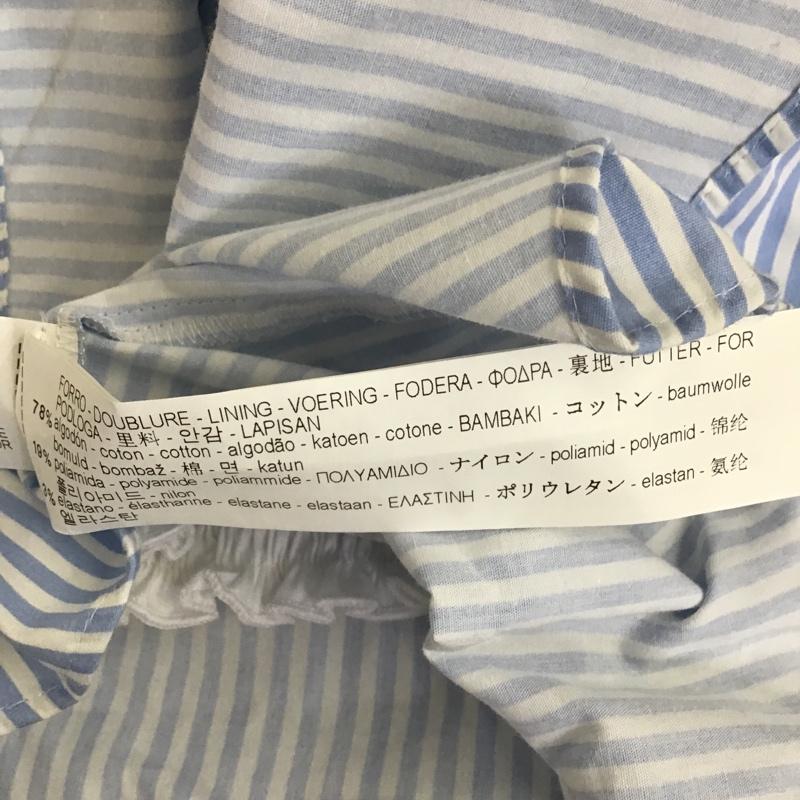 FORRO - DOUBLURE - LINING - VOERING - FODERA - ΦΟΔΡΑ - 裏地 - FUTTER - FOR
PODLOGA - 里料 - 안감 - LAPISAN
78% algodón - coton - cotton - algodão - katoen - cotone - BAMBAKI - コットン - baumwolle
bomuld - bombaž - 棉 - 면 - katun
19% poliamida - polyamide - poliammide - ΠΟΛΥΑΜΙΔΙΟ - ナイロン - poliamid - polyamid - 锦纶
폴리아미드 - nilon
3% elastano - élasthanne - elastane - elastaan - ΕΛΑΣΤΙΝΗ - ポリウレタン - elastan - 氨纶
엘라스탄